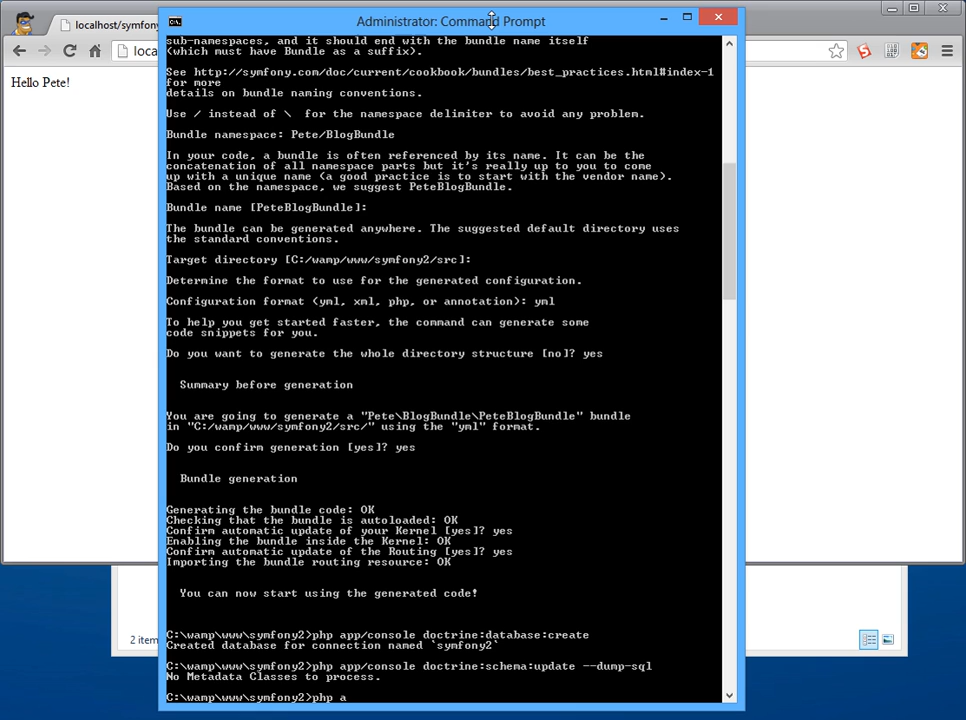 localhost/symfony
loca
Hello Pete!
Administrator: Command Prompt
sub-namespaces, and it should end with the bundle name itself
(which must have Bundle as a suffix).
See http://symfony.com/doc/current/cookbook/bundles/best_practices.html#index-1
for more
details on bundle naming conventions.
Use / instead of \  for the namespace delimiter to avoid any problem.
Bundle namespace: Pete/BlogBundle
In your code, a bundle is often referenced by its name. It can be the
concatenation of all namespace parts but it's really up to you to come
up with a unique name (a good practice is to start with the vendor name).
Based on the namespace, we suggest PeteBlogBundle.
Bundle name [PeteBlogBundle]:
The bundle can be generated anywhere. The suggested default directory uses
the standard conventions.
Target directory [C:/wamp/www/symfony2/src]:
Determine the format to use for the generated configuration.
Configuration format (yml, xml, php, or annotation): yml
To help you get started faster, the command can generate some
code snippets for you.
Do you want to generate the whole directory structure [no]? yes
Summary before generation
You are going to generate a "Pete\BlogBundle\PeteBlogBundle" bundle
in "C:/wamp/www/symfony2/src/" using the "yml" format.
Do you confirm generation [yes]? yes
Bundle generation
Generating the bundle code: OK
Checking that the bundle is autoloaded: OK
Confirm automatic update of your Kernel [yes]? yes
Enabling the bundle inside the Kernel: OK
Confirm automatic update of the Routing [yes]? yes
Importing the bundle routing resource: OK
You can now start using the generated code!
C:\wamp\www\symfony2>php app/console doctrine:database:create
Created database for connection named `symfony2`
C:\wamp\www\symfony2>php app/console doctrine:schema:update --dump-sql
No Metadata Classes to process.
C:\wamp\www\symfony2>php a
2 item